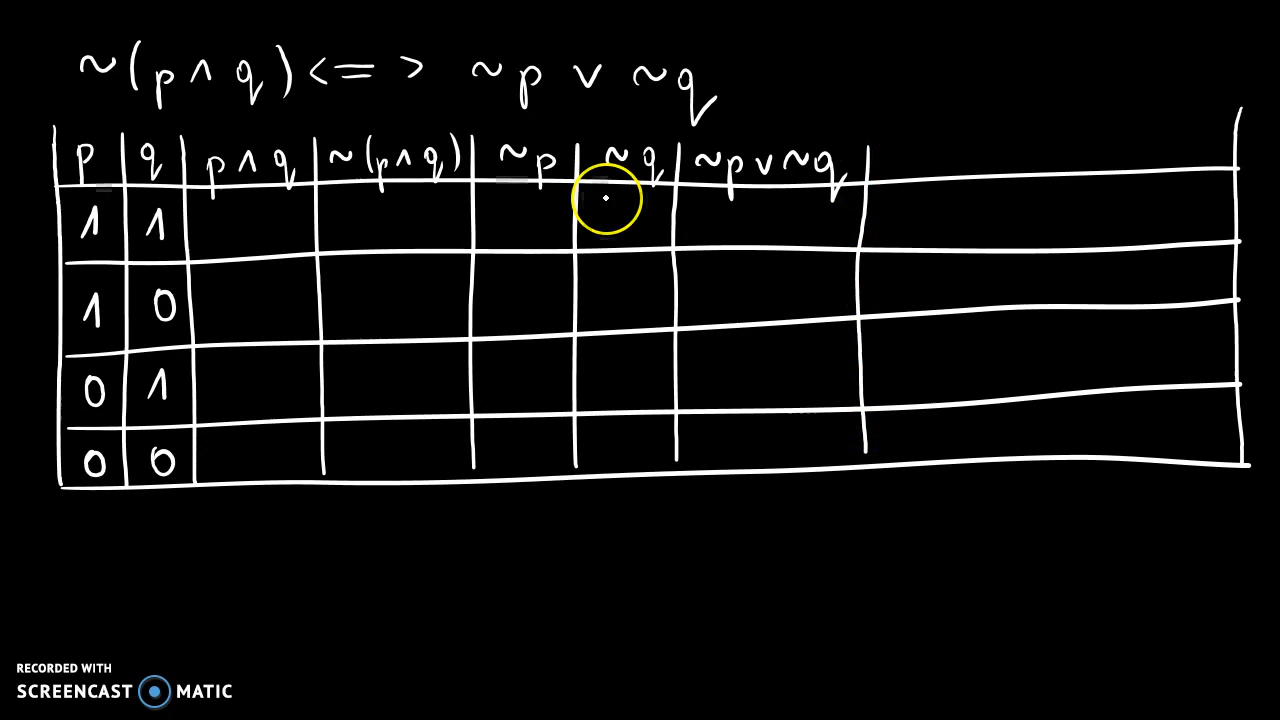 ~(p ∧ q) <=> ~p ∨ ~q
p q p ∧ q ~(p ∧ q) ~p ~q ~p ∨ ~q
1 1
1 0
0 1
0 0
RECORDED WITH
SCREENCAST MATIC